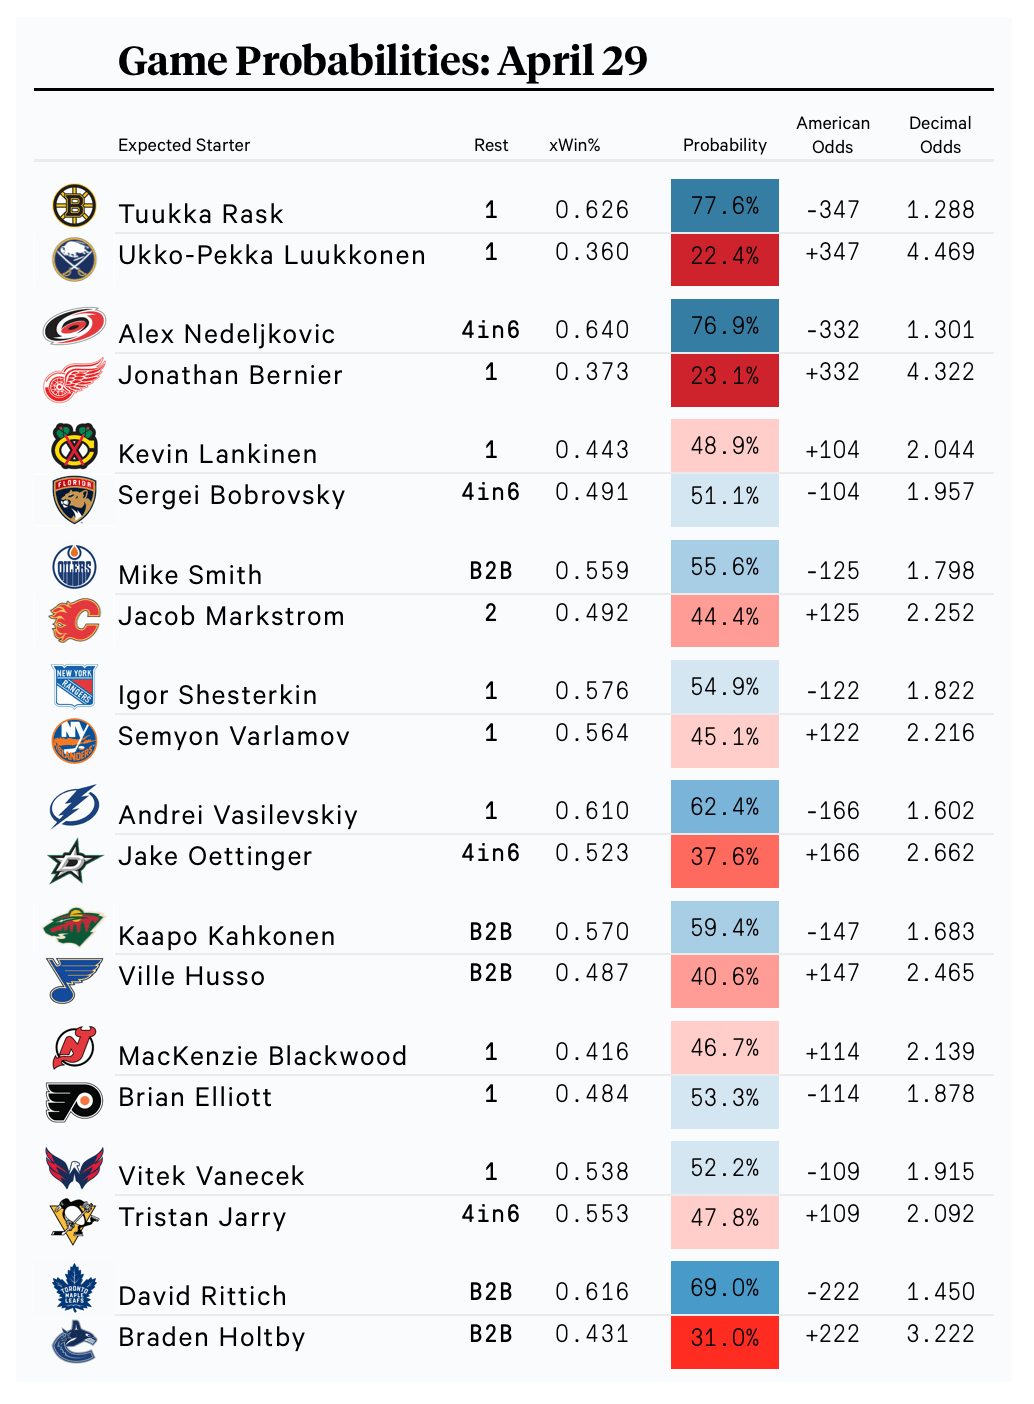 Game Probabilities: April 29
Expected Starter Rest xWin% Probability American Odds Decimal Odds
Tuukka Rask 1 0.626 77.6% -347 1.288
Ukko-Pekka Luukkonen 1 0.360 22.4% +347 4.469
Alex Nedeljkovic 4in6 0.640 76.9% -332 1.301
Jonathan Bernier 1 0.373 23.1% +332 4.322
Kevin Lankinen 1 0.443 48.9% +104 2.044
FLORIDA
Sergei Bobrovsky 4in6 0.491 51.1% -104 1.957
OILERS
Mike Smith B2B 0.559 55.6% -125 1.798
Jacob Markstrom 2 0.492 44.4% +125 2.252
NEW YORK
RANGERS
Igor Shesterkin 1 0.576 54.9% -122 1.822
NY
ISLANDERS
Semyon Varlamov 1 0.564 45.1% +122 2.216
Andrei Vasilevskiy 1 0.610 62.4% -166 1.602
Jake Oettinger 4in6 0.523 37.6% +166 2.662
Kaapo Kahkonen B2B 0.570 59.4% -147 1.683
Ville Husso B2B 0.487 40.6% +147 2.465
MacKenzie Blackwood 1 0.416 46.7% +114 2.139
Brian Elliott 1 0.484 53.3% -114 1.878
Vitek Vanecek 1 0.538 52.2% -109 1.915
Tristan Jarry 4in6 0.553 47.8% +109 2.092
TORONTO
MAPLE
LEAFS
David Rittich B2B 0.616 69.0% -222 1.450
Braden Holtby B2B 0.431 31.0% +222 3.222